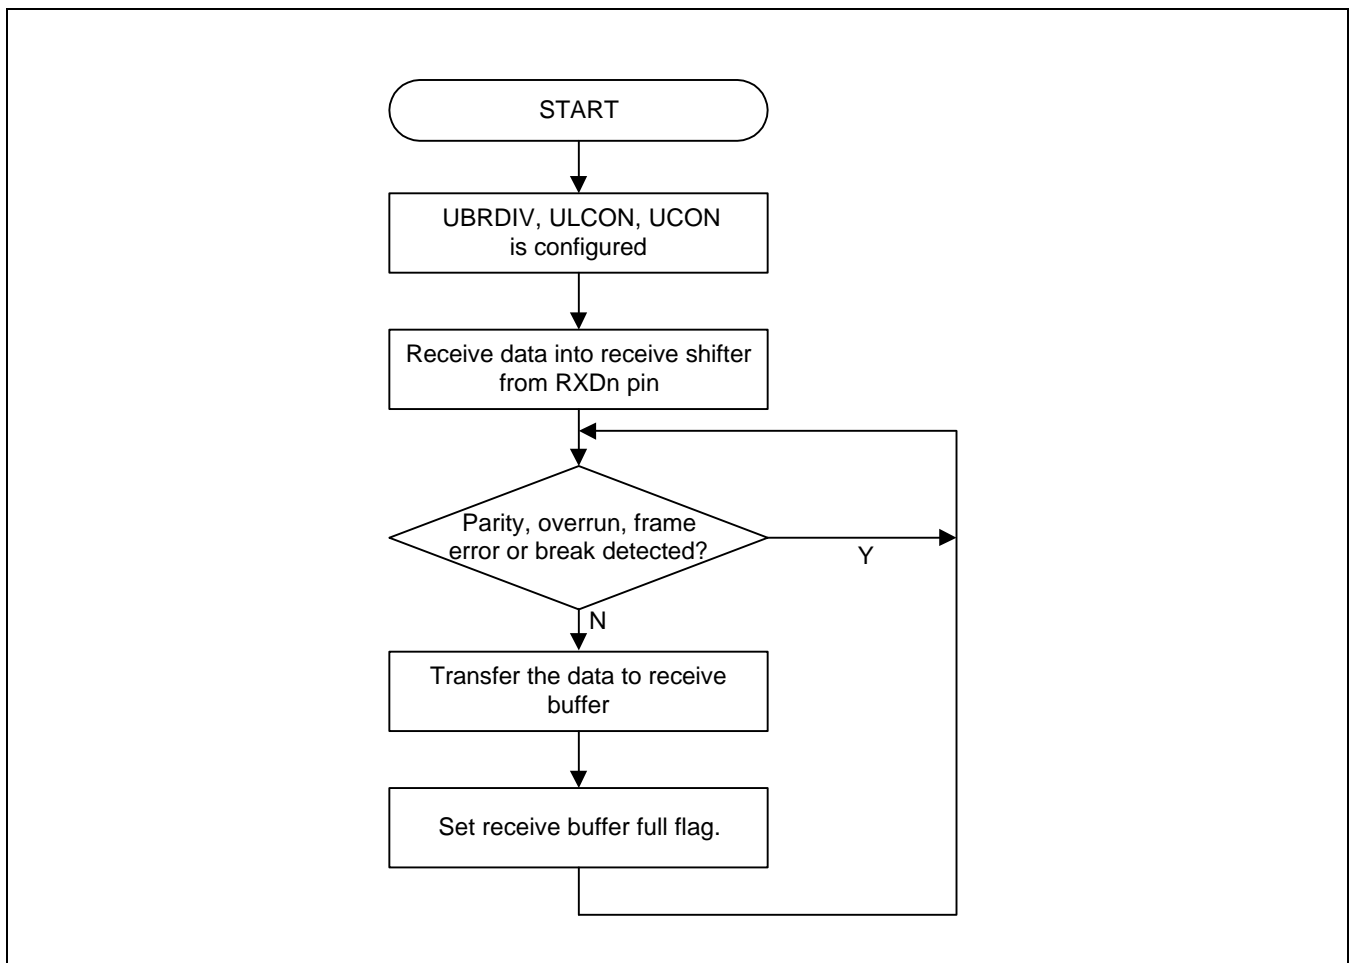 START
UBRDIV, ULCON, UCON
is configured
Receive data into receive shifter
from RXDn pin
Parity, overrun, frame
error or break detected?
Y
N
Transfer the data to receive
buffer
Set receive buffer full flag.